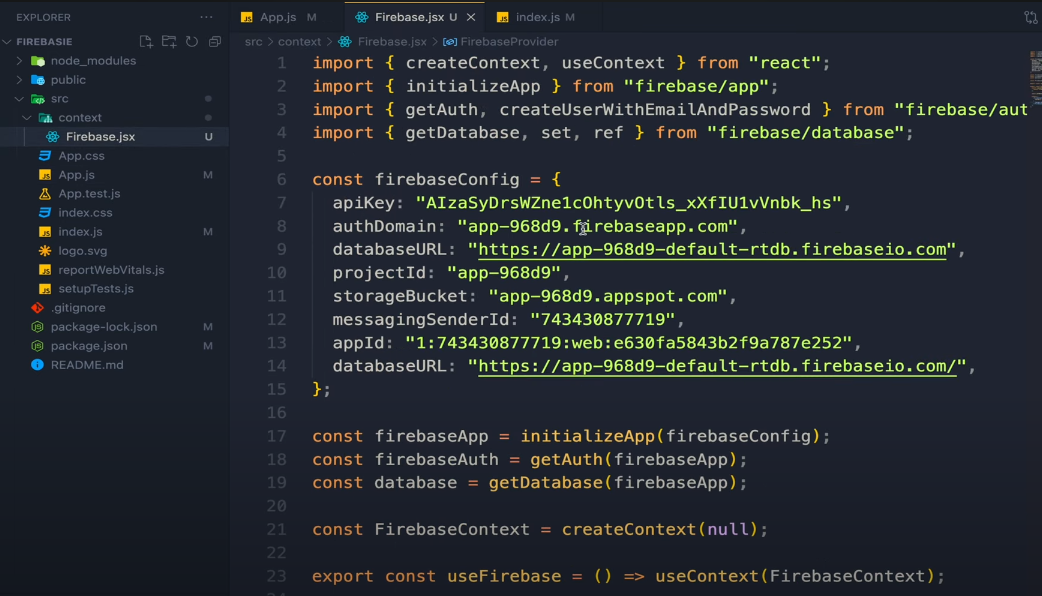 EXPLORER ...
App.js M
Firebase.jsx U
index.js M
FIREBASIE
src > context > Firebase.jsx > FirebaseProvider
node_modules
public
src
context
Firebase.jsx U
App.css
App.js M
App.test.js
index.css
index.js M
logo.svg
reportWebVitals.js
setupTests.js
.gitignore
package-lock.json M
package.json M
README.md
1 import { createContext, useContext } from "react";
2 import { initializeApp } from "firebase/app";
3 import { getAuth, createUserWithEmailAndPassword } from "firebase/aut
4 import { getDatabase, set, ref } from "firebase/database";
5
6 const firebaseConfig = {
7 apiKey: "AIzaSyDrsWZne1cOhtyvOtls_xXfIU1vVnbk_hs",
8 authDomain: "app-968d9.firebaseapp.com",
9 databaseURL: "https://app-968d9-default-rtdb.firebaseio.com",
10 projectId: "app-968d9",
11 storageBucket: "app-968d9.appspot.com",
12 messagingSenderId: "743430877719",
13 appId: "1:743430877719:web:e630fa5843b2f9a787e252",
14 databaseURL: "https://app-968d9-default-rtdb.firebaseio.com/",
15 };
16
17 const firebaseApp = initializeApp(firebaseConfig);
18 const firebaseAuth = getAuth(firebaseApp);
19 const database = getDatabase(firebaseApp);
20
21 const FirebaseContext = createContext(null);
22
23 export const useFirebase = () => useContext(FirebaseContext);